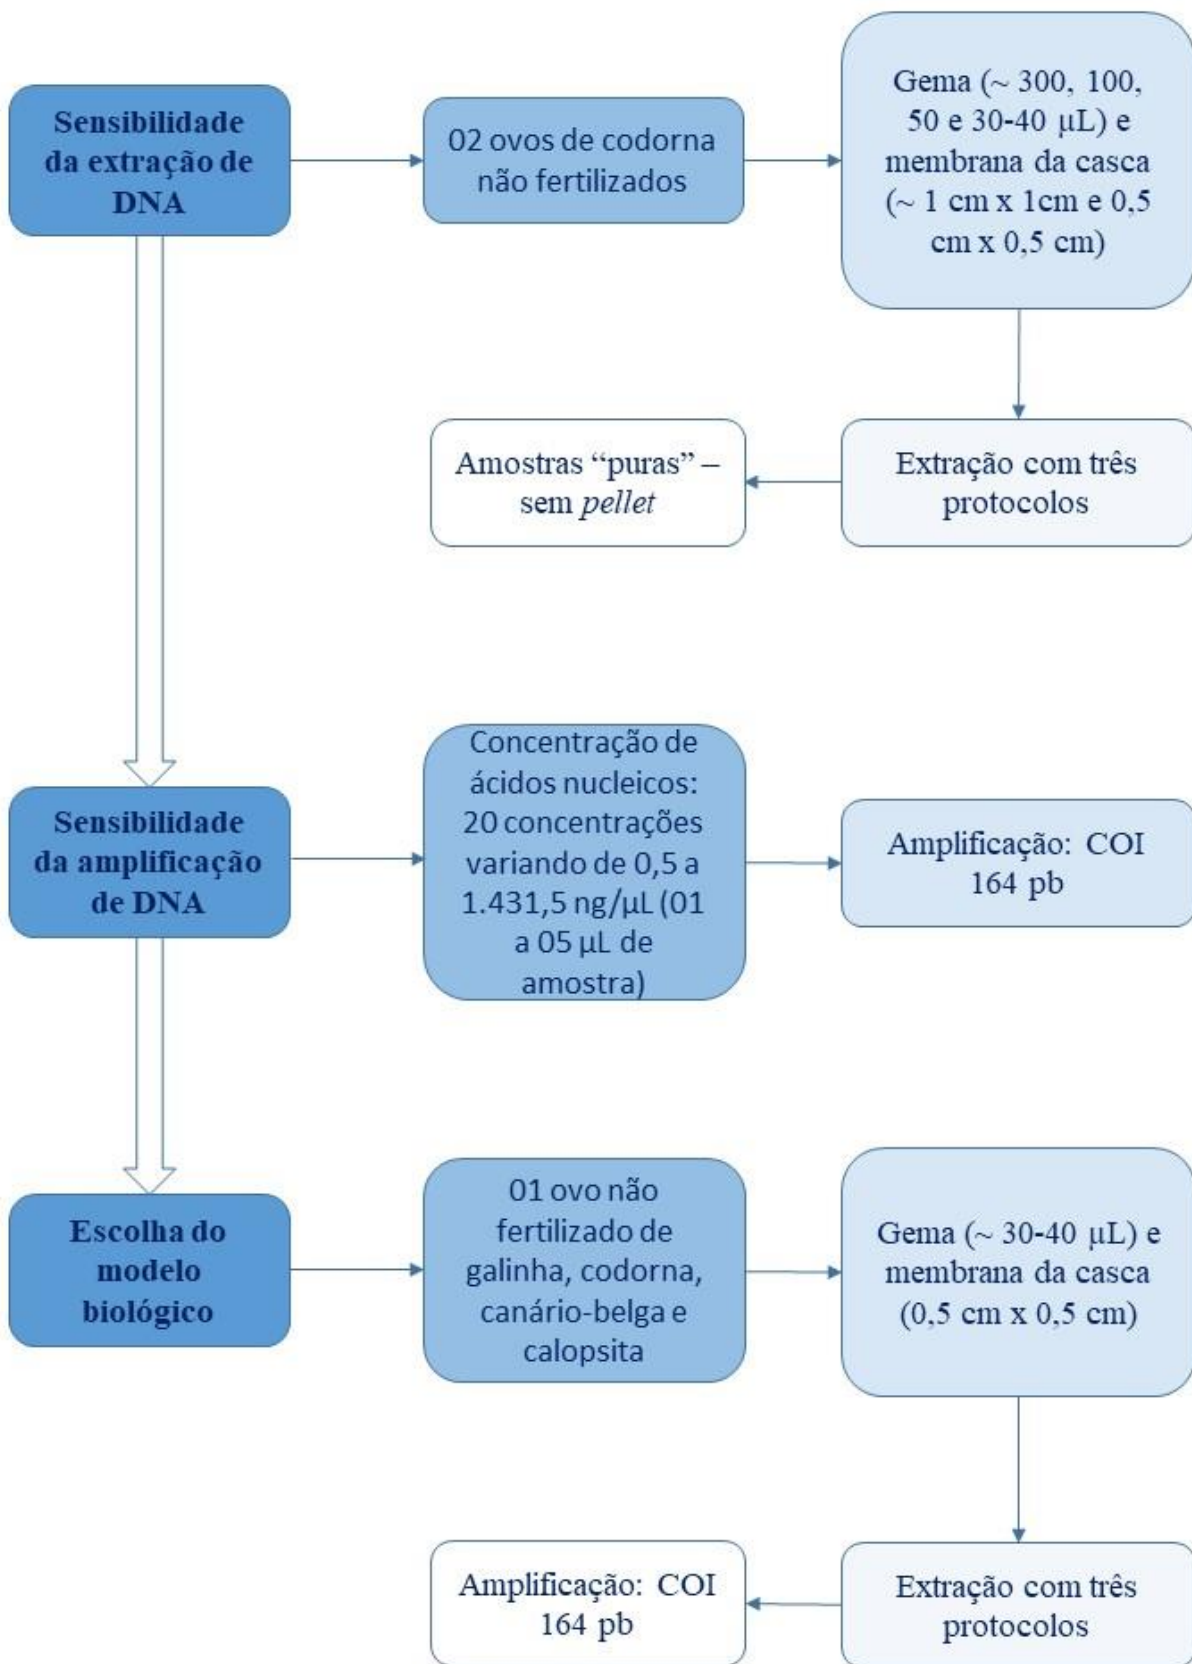 Sensibilidade
da extração de
DNA
02 ovos de codorna
não fertilizados
Gema (~ 300, 100,
50 e 30-40 µL) e
membrana da casca
(~ 1 cm x 1cm e 0,5
cm x 0,5 cm)
Amostras “puras” –
sem pellet
Extração com três
protocolos
Sensibilidade
da amplificação
de DNA
Concentração de
ácidos nucleicos:
20 concentrações
variando de 0,5 a
1.431,5 ng/µL (01
a 05 µL de
amostra)
Amplificação: COI
164 pb
Escolha do
modelo
biológico
01 ovo não
fertilizado de
galinha, codorna,
canário-belga e
calopsita
Gema (~ 30-40 µL) e
membrana da casca
(0,5 cm x 0,5 cm)
Amplificação: COI
164 pb
Extração com três
protocolos